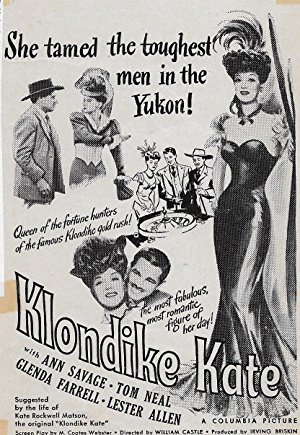 She tamed the toughest
men in the
Yukon!
Queen of the fortune hunters
of the famous Klondike gold rush!
The most fabulous,
most romantic
figure of
her day!
Klondike Kate
with ANN SAVAGE · TOM NEAL
GLENDA FARRELL · LESTER ALLEN
Suggested
by the life of
Kate Rockwell Matson,
the original "Klondike Kate"
A COLUMBIA PICTURE
Screen Play by M. Coates Webster · Directed by WILLIAM CASTLE · Produced by IRVING BRISKIN